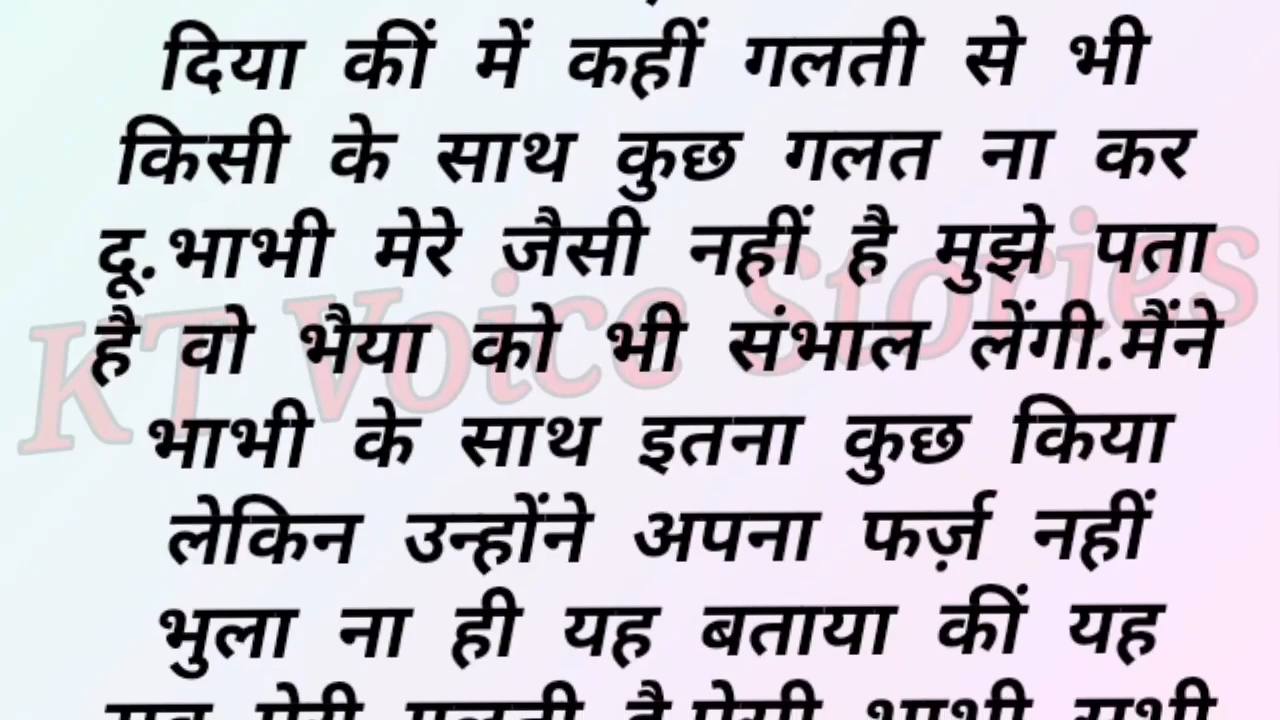 दिया कीं में कहीं गलती से भी
किसी के साथ कुछ गलत ना कर
दू.भाभी मेरे जैसी नहीं है मुझे पता
है वो भैया को भी संभाल लेंगी.मैंने
भाभी के साथ इतना कुछ किया
लेकिन उन्होंने अपना फर्ज़ नहीं
भुला ना ही यह बताया कीं यह
KT Voice Stories